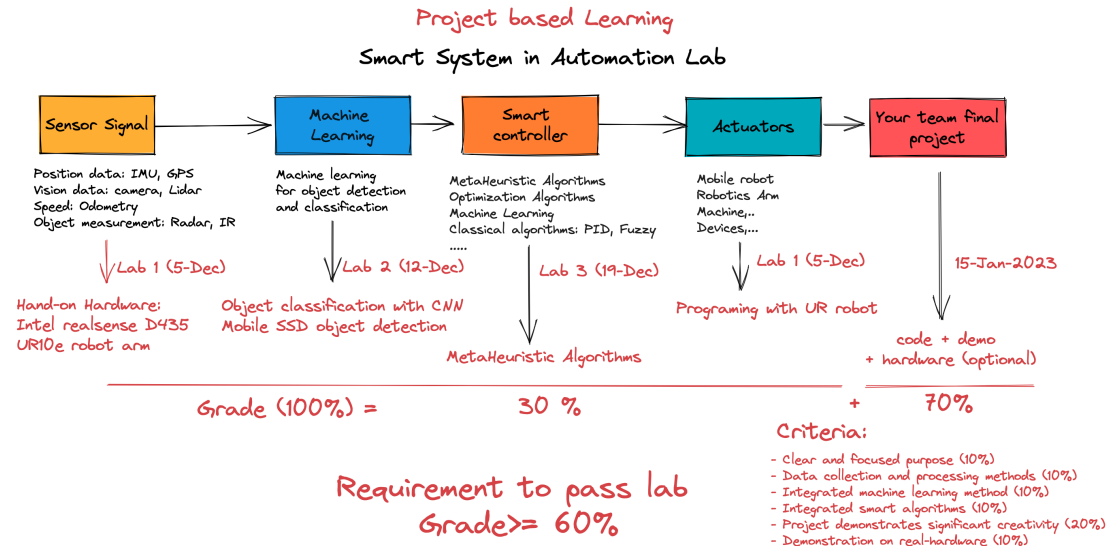 Project based Learning
Smart System in Automation Lab
Sensor Signal
Machine
Learning
Smart
controller
Actuators
Your team final
project
Position data: IMU, GPS
Vision data: camera, Lidar
Speed: Odometry
Object measurement: Radar, IR
Machine learning
for object detection
and classification
MetaHeuristic Algorithms
Optimization Algorithms
Machine Learning
Classical algorithms: PID, Fuzzy
.....
Mobile robot
Robotics Arm
Machine,..
Devices,...
Lab 1 (5-Dec)
Lab 2 (12-Dec)
Lab 3 (19-Dec)
Lab 1 (5-Dec)
15-Jan-2023
Hand-on Hardware:
Intel realsense D435
UR10e robot arm
Object classification with CNN
Mobile SSD object detection
MetaHeuristic Algorithms
Programing with UR robot
code + demo
+ hardware (optional)
Grade (100%) = 30 % + 70%
Criteria:
- Clear and focused purpose (10%)
- Data collection and processing methods (10%)
- Integrated machine learning method (10%)
- Integrated smart algorithms (10%)
- Project demonstrates significant creativity (20%)
- Demonstration on real-hardware (10%)
Requirement to pass lab
Grade>= 60%